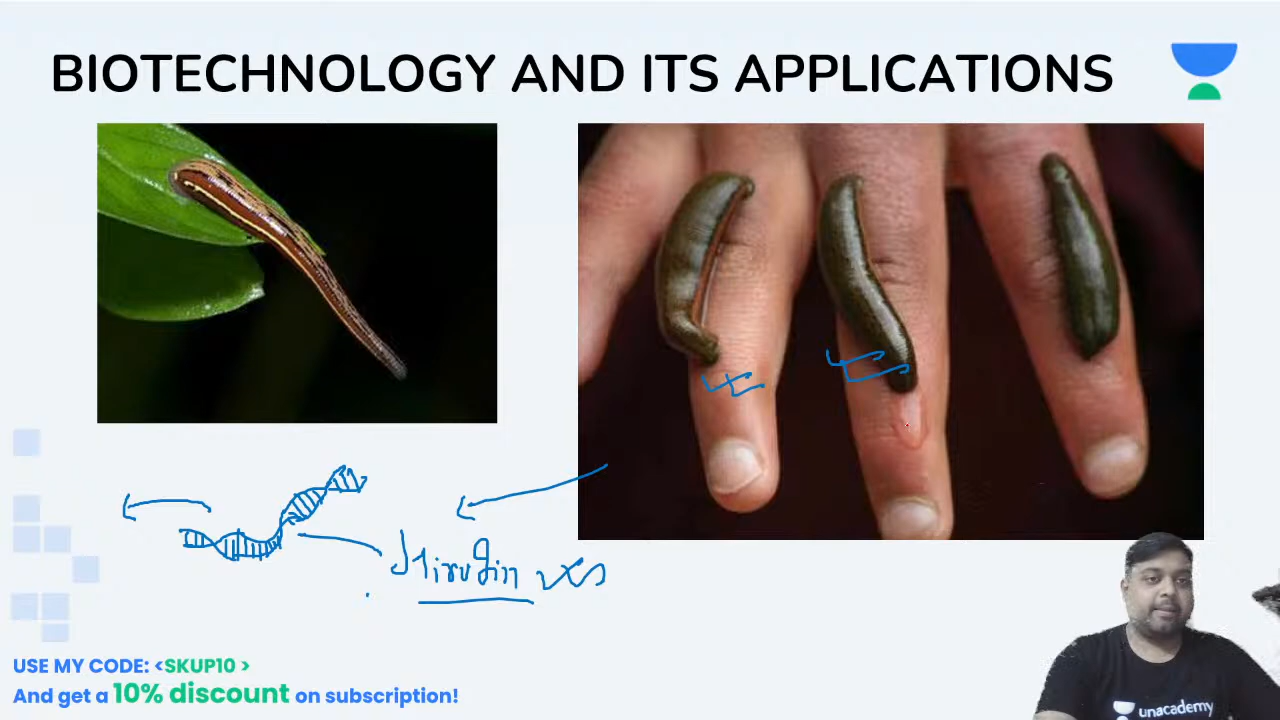 BIOTECHNOLOGY AND ITS APPLICATIONS
Hirudin
USE MY CODE: <SKUP10 >
And get a 10% discount on subscription!
unacademy